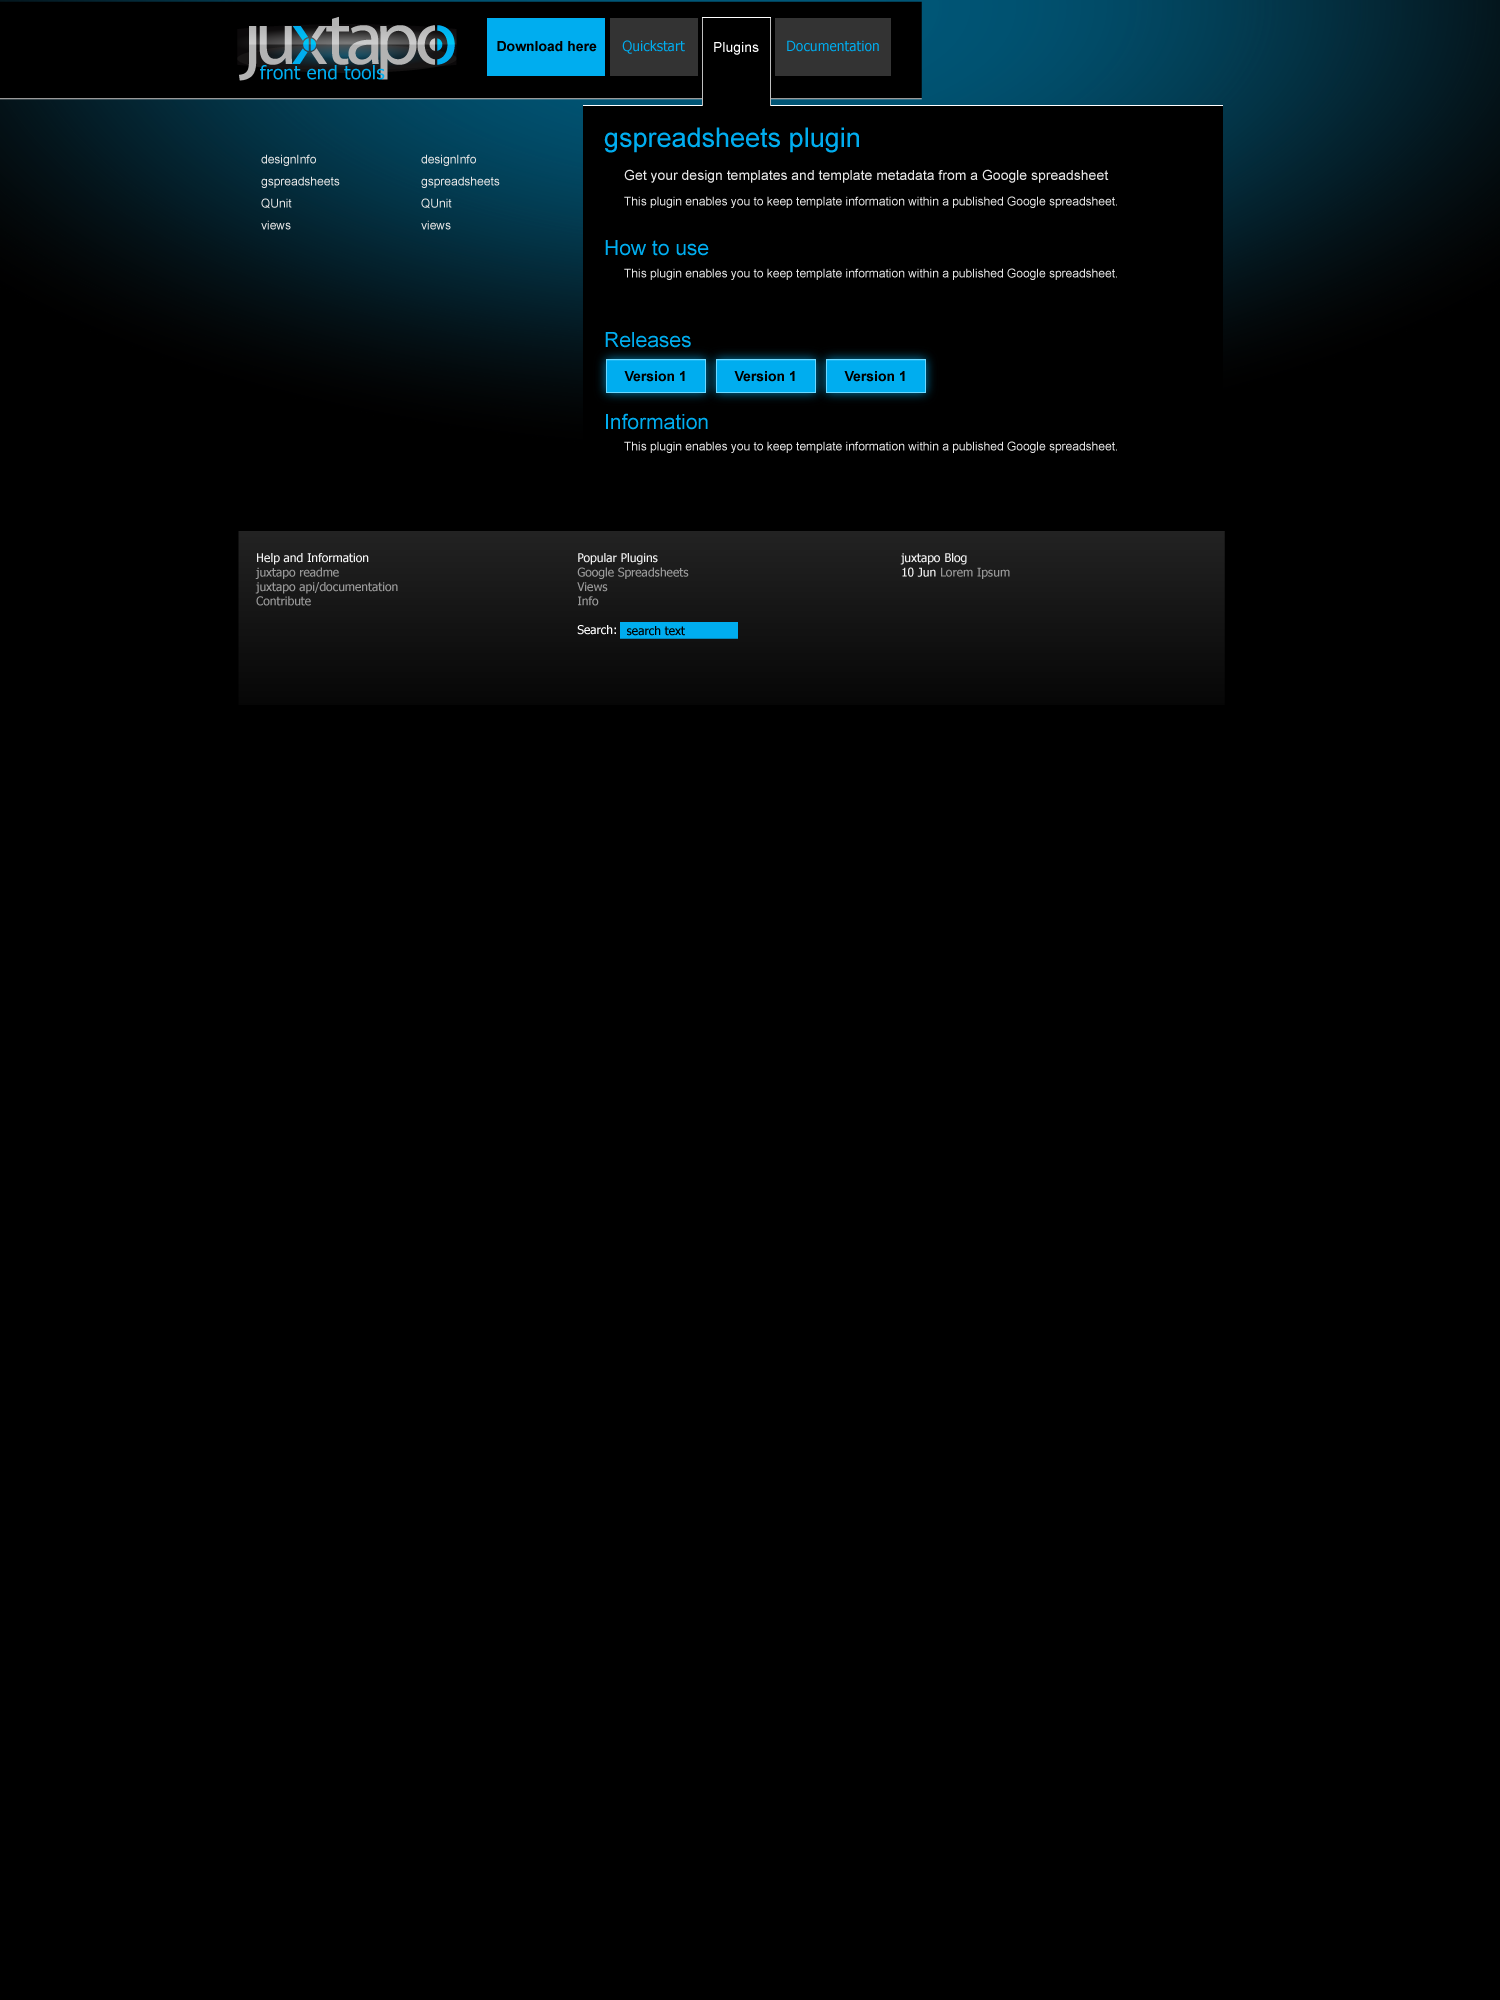 juxtapo
front end tools
Download here
Quickstart
Plugins
Documentation
designInfo
gspreadsheets
QUnit
views
designInfo
gspreadsheets
QUnit
views
gspreadsheets plugin
Get your design templates and template metadata from a Google spreadsheet
This plugin enables you to keep template information within a published Google spreadsheet.
How to use
This plugin enables you to keep template information within a published Google spreadsheet.
Releases
Version 1
Version 1
Version 1
Information
This plugin enables you to keep template information within a published Google spreadsheet.
Help and Information
juxtapo readme
juxtapo api/documentation
Contribute
Popular Plugins
Google Spreadsheets
Views
Info
Search: search text
juxtapo Blog
10 Jun Lorem Ipsum